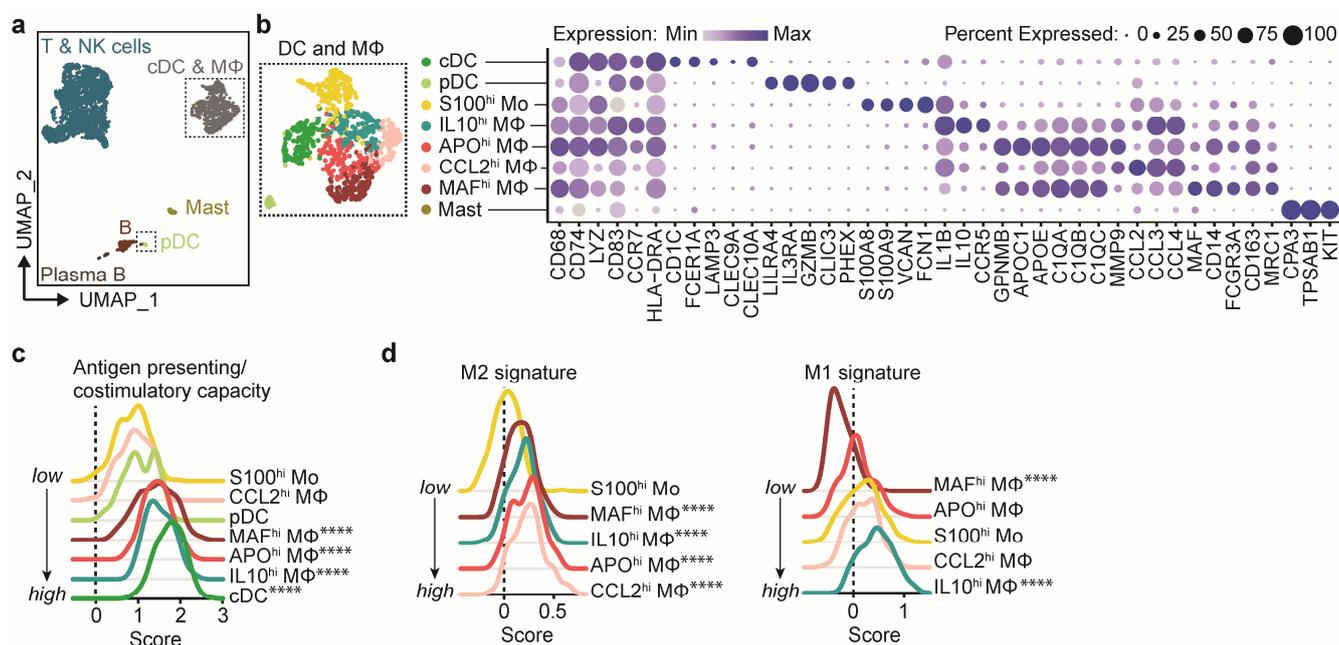 a
T & NK cells
cDC & MΦ
Mast
B
pDC
Plasma B
UMAP_2
UMAP_1
b
DC and MΦ
Expression: Min Max
Percent Expressed: 0 25 50 75 100
cDC
pDC
S100hi Mo
IL10hi MΦ
APOhi MΦ
CCL2hi MΦ
MAFhi MΦ
Mast
CD68
CD74
LYZ
CD83
CCR7
HLA-DRA
CD1C
FCER1A
LAMP3
CLEC9A
CLEC10A
LILRA4
IL3RA
GZMB
CLIC3
PHEX
S100A8
S100A9
VCAN
FCN1
IL1B
IL10
CCR5
GPNMB
APOC1
APOE
C1QA
C1QB
C1QC
MMP9
CCL2
CCL3
CCL4
MAF
CD14
FCGR3A
CD163
MRC1
CPA3
TPSAB1
KIT
c
Antigen presenting/
costimulatory capacity
low
high
S100hi Mo
CCL2hi MΦ
pDC
MAFhi MΦ****
APOhi MΦ****
IL10hi MΦ****
cDC****
0 1 2 3
Score
d
M2 signature
low
high
S100hi Mo
MAFhi MΦ****
IL10hi MΦ****
APOhi MΦ****
CCL2hi MΦ****
0 0.5
Score
M1 signature
low
high
MAFhi MΦ****
APOhi MΦ
S100hi Mo
CCL2hi MΦ
IL10hi MΦ****
0 1
Score